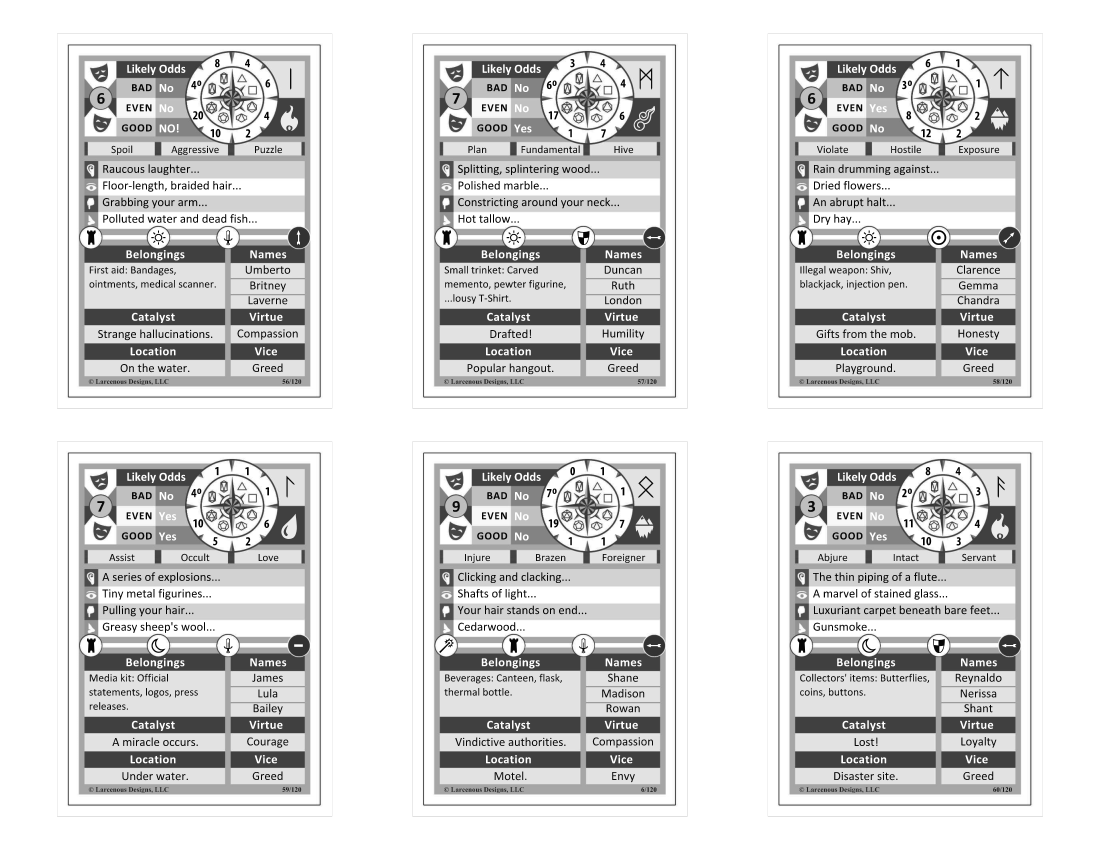 Likely Odds
8 4
BAD No
4º 6
6
EVEN No
20 4
GOOD NO!
10 2
Spoil Aggressive Puzzle
Raucous laughter...
Floor-length, braided hair...
Grabbing your arm...
Polluted water and dead fish...
Belongings Names
First aid: Bandages, Umberto
ointments, medical scanner. Britney
Laverne
Catalyst Virtue
Strange hallucinations. Compassion
Location Vice
On the water. Greed
© Larcenous Designs, LLC 56/120
Likely Odds
3 4
BAD No
6º 4
7
EVEN No
17 6
GOOD Yes
1 7
Plan Fundamental Hive
Splitting, splintering wood...
Polished marble...
Constricting around your neck...
Hot tallow...
Belongings Names
Small trinket: Carved Duncan
memento, pewter figurine, Ruth
...lousy T-Shirt. London
Catalyst Virtue
Drafted! Humility
Location Vice
Popular hangout. Greed
© Larcenous Designs, LLC 57/120
Likely Odds
6 4
BAD No
3º 5
6
EVEN Yes
8 2
GOOD No
12 2
Violate Hostile Exposure
Rain drumming against...
Dried flowers...
An abrupt halt...
Dry hay...
Belongings Names
Illegal weapon: Shiv, Clarence
blackjack, injection pen. Gemma
Chandra
Catalyst Virtue
Gifts from the mob. Honesty
Location Vice
Playground. Greed
© Larcenous Designs, LLC 58/120
Likely Odds
1 1
BAD No
4º 1
7
EVEN Yes
10 6
GOOD Yes
5 2
Assist Occult Love
A series of explosions...
Tiny metal figurines...
Pulling your hair...
Greasy sheep's wool...
Belongings Names
Media kit: Official James
statements, logos, press Lula
releases. Bailey
Catalyst Virtue
A miracle occurs. Courage
Location Vice
Under water. Greed
© Larcenous Designs, LLC 59/120
Likely Odds
0 1
BAD No
7º 1
9
EVEN No
19 7
GOOD No
1 1
Injure Brazen Foreigner
Clicking and clacking...
Shafts of light...
Your hair stands on end...
Cedarwood...
Belongings Names
Beverages: Canteen, flask, Shane
thermal bottle. Madison
Rowan
Catalyst Virtue
Vindictive authorities. Compassion
Location Vice
Motel. Envy
© Larcenous Designs, LLC 6/120
Likely Odds
8 4
BAD No
2º 3
3
EVEN Yes
11 3
GOOD Yes
10 3
Abjure Intact Servant
The thin piping of a flute...
A marvel of stained glass...
Luxuriant carpet beneath bare feet...
Gunsmoke...
Belongings Names
Collectors' items: Butterflies, Reynaldo
coins, buttons. Nerissa
Shant
Catalyst Virtue
Lost! Loyalty
Location Vice
Disaster site. Greed
© Larcenous Designs, LLC 60/120